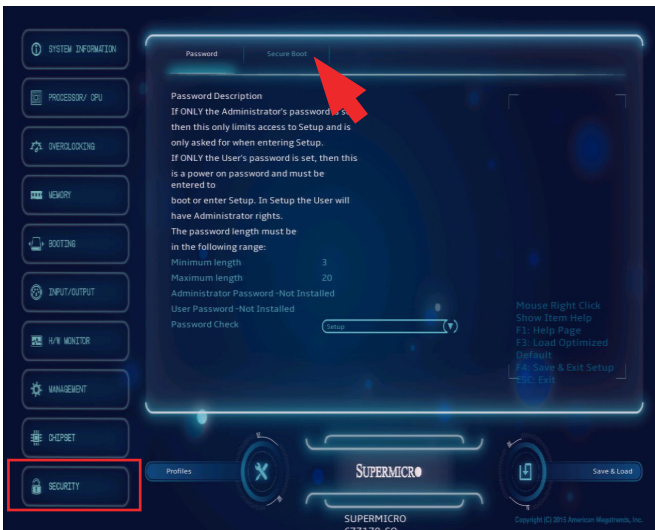 SYSTEM INFORMATION
PROCESSOR/ CPU
OVERCLOCKING
MEMORY
BOOTING
INPUT/OUTPUT
H/W MONITOR
MANAGEMENT
CHIPSET
SECURITY
Password Secure Boot
Password Description
If ONLY the Administrator's password is
then this only limits access to Setup and is
only asked for when entering Setup.
If ONLY the User's password is set, then this
is a power on password and must be
entered to
boot or enter Setup. In Setup the User will
have Administrator rights.
The password length must be
in the following range:
Minimum length 3
Maximum length 20
Administrator Password-Not Installed
User Password-Not Installed
Password Check Setup
Mouse Right Click
Show Item Help
F1: Help Page
F3: Load Optimized
Default
F4: Save & Exit Setup
ESC: Exit
Profiles
SUPERMICRO
Save & Load
SUPERMICRO
Copyright (C) 2015 American Megatrends, Inc.